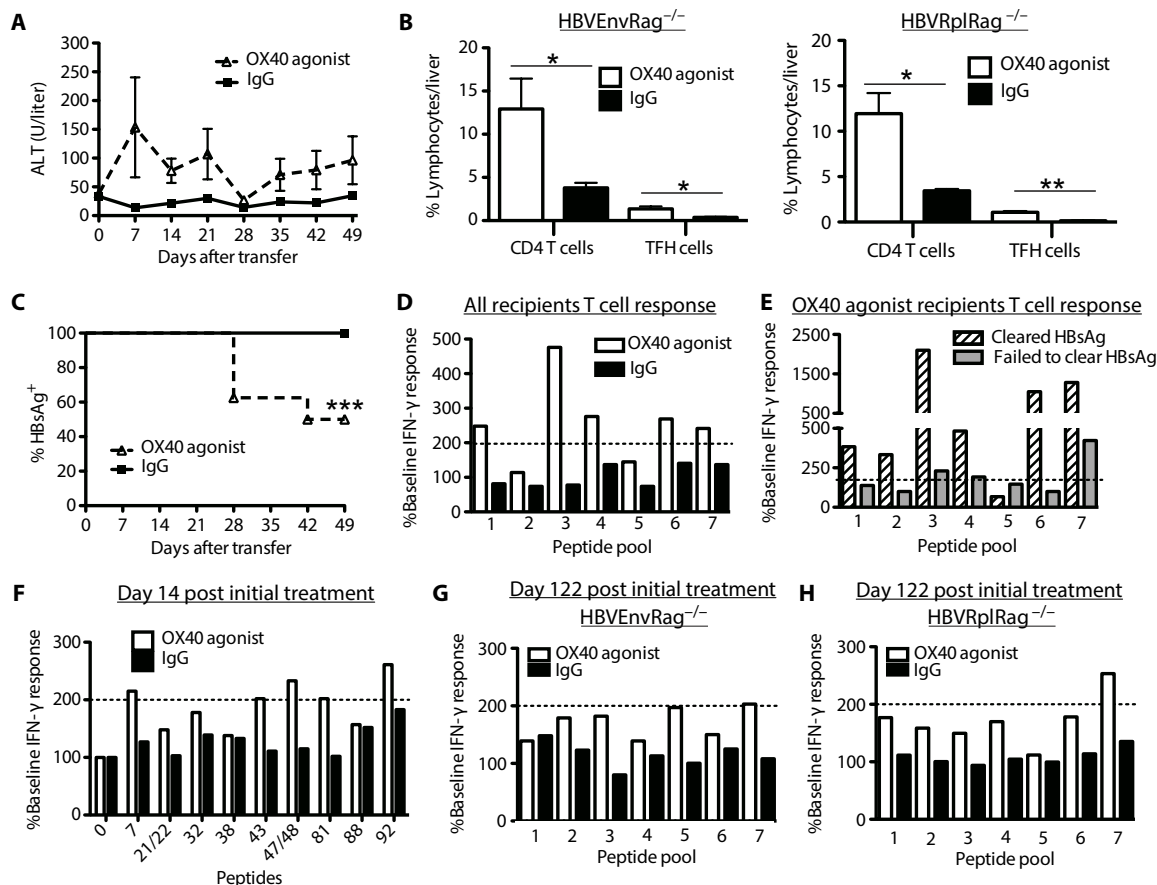 A
300
250
200
150
100
50
0
ALT (U/liter)
OX40 agonist
IgG
0 7 14 21 28 35 42 49
Days after transfer
B
HBVEnvRag–/–
20
15
10
5
0
% Lymphocytes/liver
*
OX40 agonist
IgG
*
CD4 T cells TFH cells
HBVRplRag–/–
20
15
10
5
0
% Lymphocytes/liver
*
OX40 agonist
IgG
**
CD4 T cells TFH cells
C
100
80
60
40
20
0
% HBsAg+
***
OX40 agonist
IgG
0 7 14 21 28 35 42 49
Days after transfer
D
All recipients T cell response
500
400
300
200
100
0
%Baseline IFN-γ response
OX40 agonist
IgG
1 2 3 4 5 6 7
Peptide pool
E
OX40 agonist recipients T cell response
2500
1500
500
500
250
0
%Baseline IFN-γ response
Cleared HBsAg
Failed to clear HBsAg
1 2 3 4 5 6 7
Peptide pool
F
Day 14 post initial treatment
300
200
100
0
%Baseline IFN-γ response
OX40 agonist
IgG
0 7 21/22 32 38 43 47/48 81 88 92
Peptides
G
Day 122 post initial treatment
HBVEnvRag–/–
300
200
100
0
%Baseline IFN-γ response
OX40 agonist
IgG
1 2 3 4 5 6 7
Peptide pool
H
Day 122 post initial treatment
HBVRplRag–/–
300
200
100
0
%Baseline IFN-γ response
OX40 agonist
IgG
1 2 3 4 5 6 7
Peptide pool